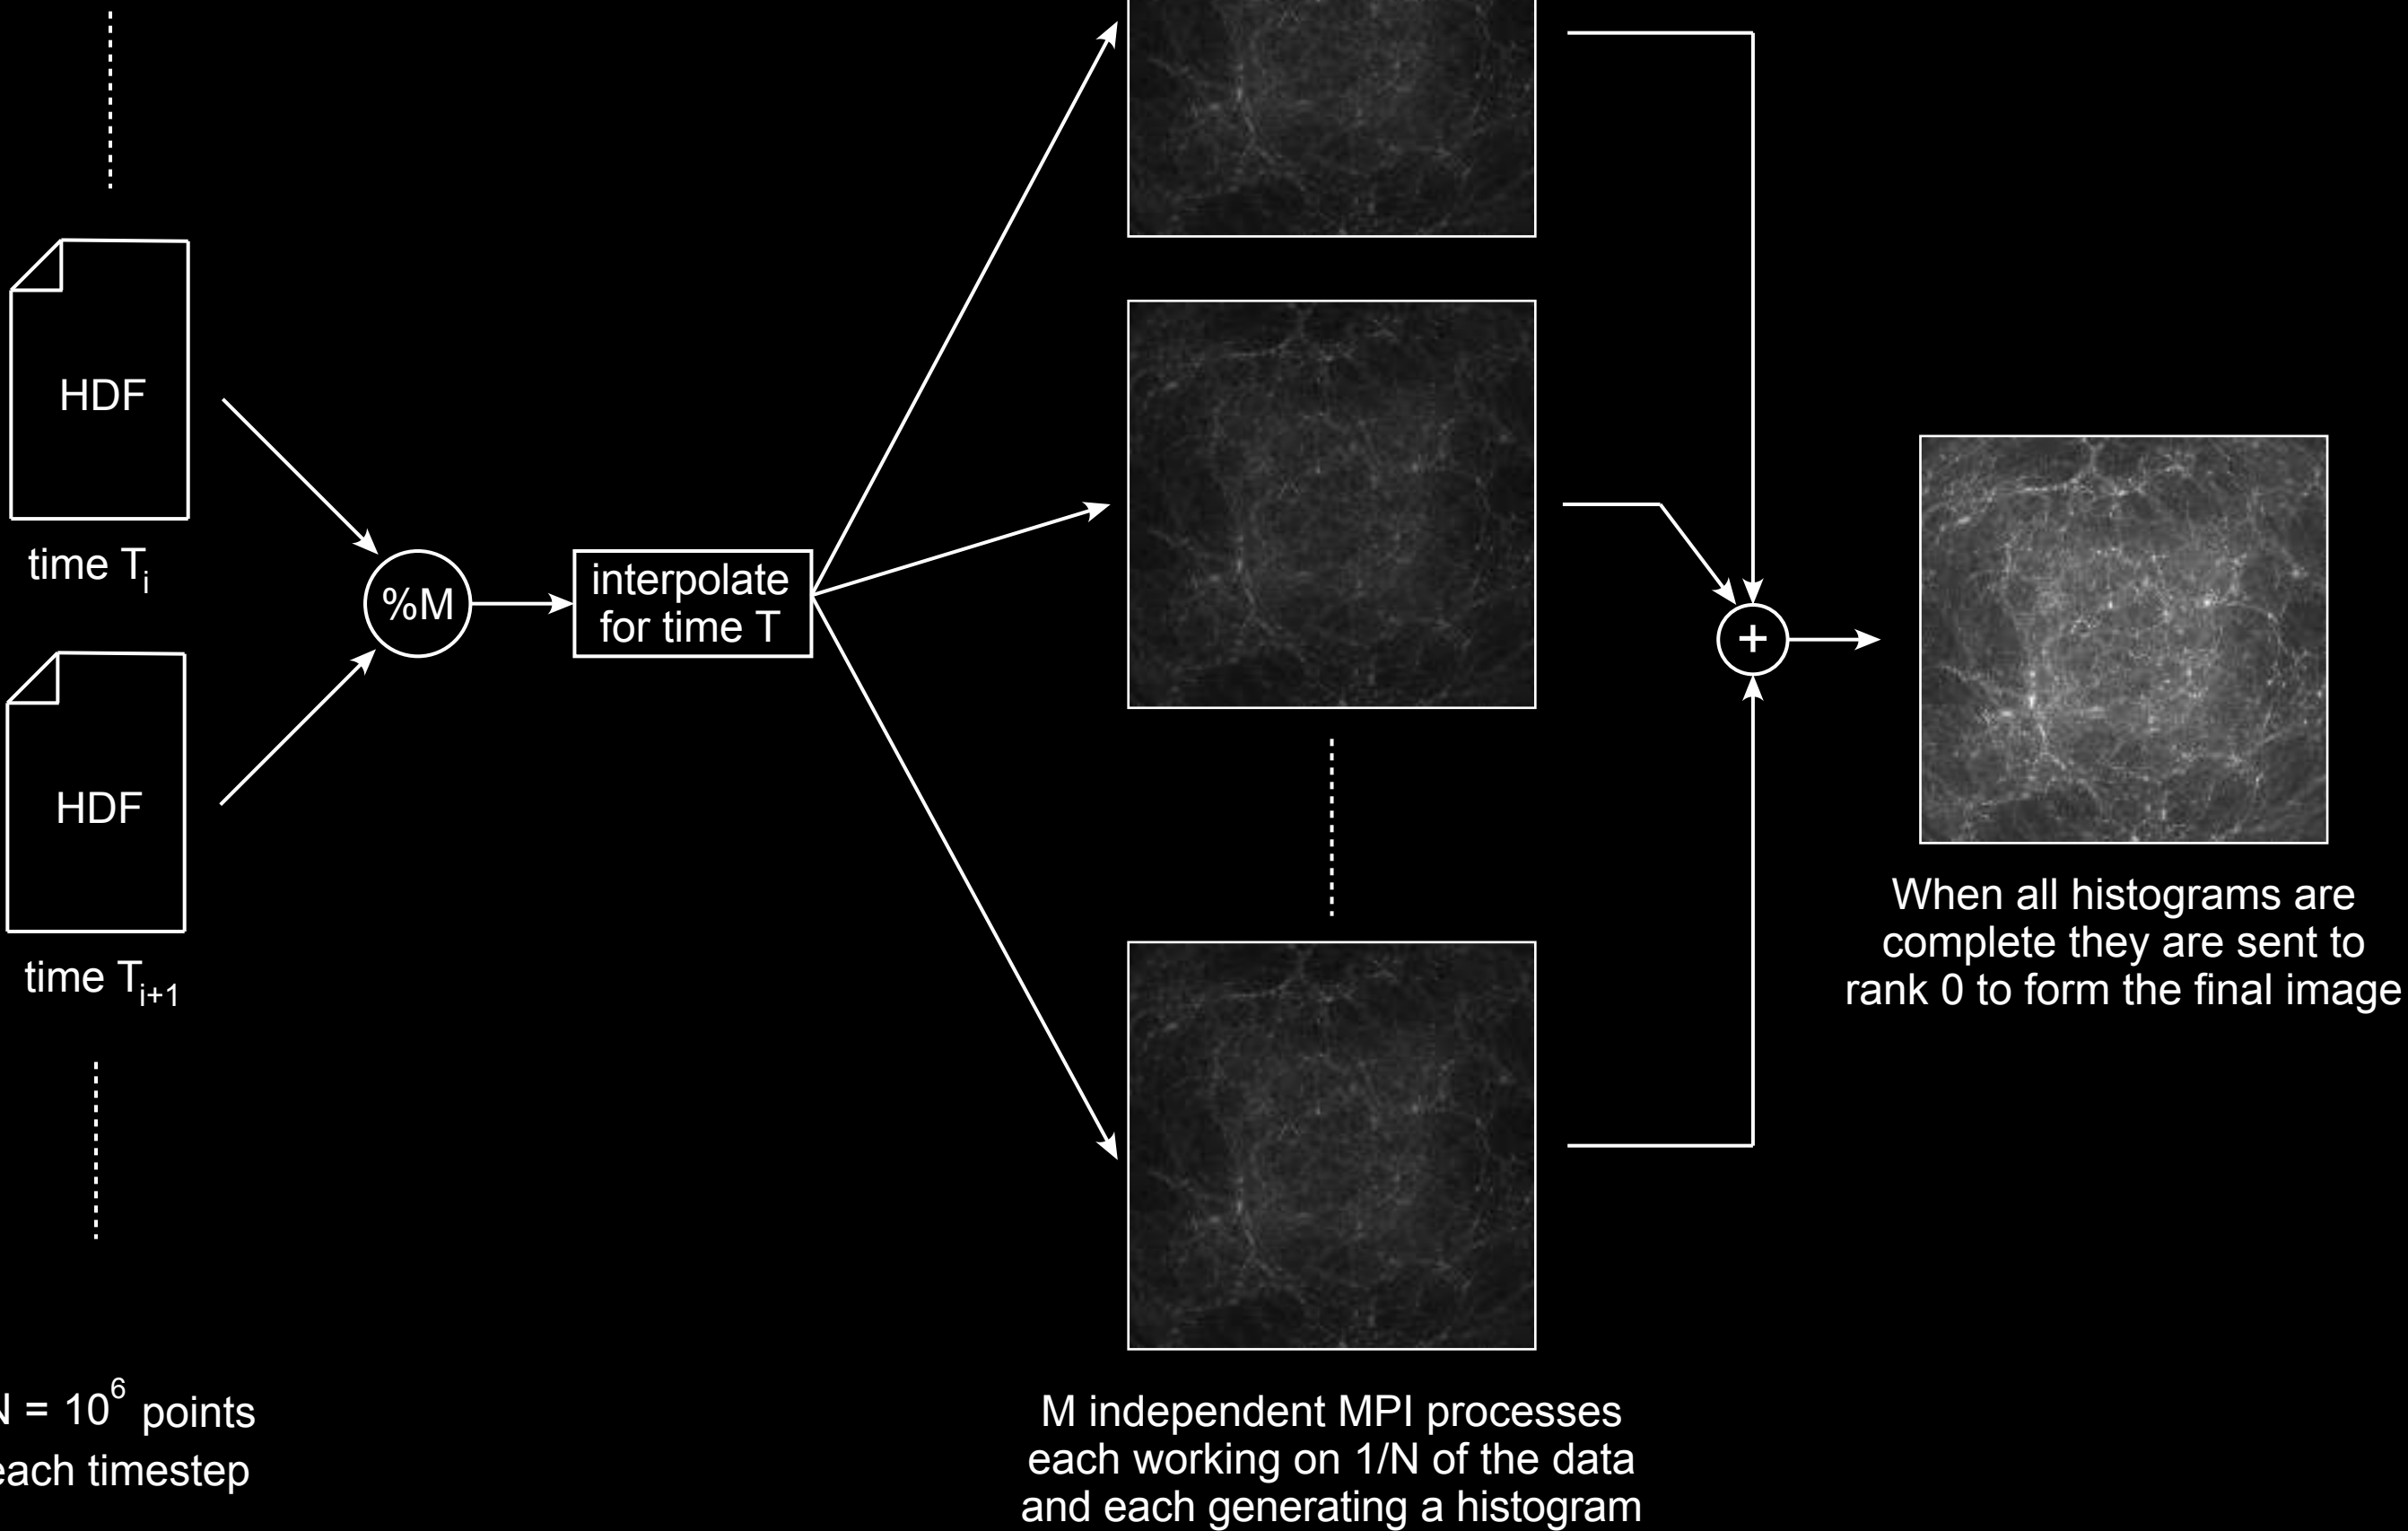 HDF
time Tᵢ
HDF
time Tᵢ₊₁
%M
interpolate
for time T
+
When all histograms are
complete they are sent to
rank 0 to form the final image
N = 10⁶ points
each timestep
M independent MPI processes
each working on 1/N of the data
and each generating a histogram